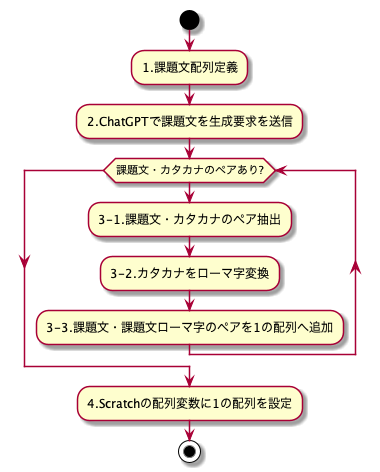 1.課題文配列定義
2.ChatGPTで課題文を生成要求を送信
課題文・カタカナのペアあり?
3-1.課題文・カタカナのペア抽出
3-2.カタカナをローマ字変換
3-3.課題文・課題文ローマ字のペアを1の配列へ追加
4.Scratchの配列変数に1の配列を設定